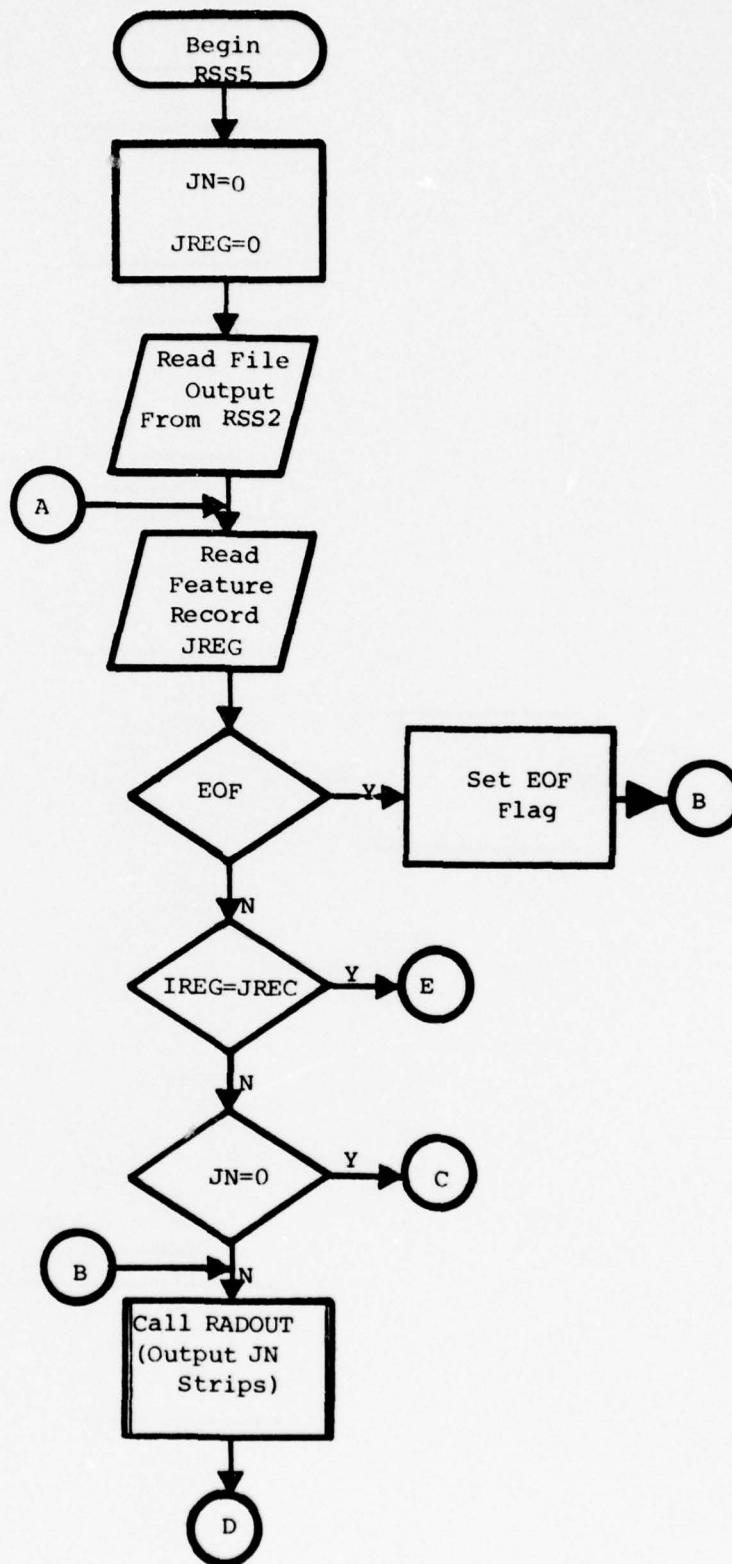 Begin
RSS5
JN=0
JREG=0
Read File
Output
From RSS2
A
Read
Feature
Record
JREG
EOF
Y
Set EOF
Flag
B
N
IREG=JREC
Y
E
N
JN=0
Y
C
B
N
Call RADOUT
(Output JN
Strips)
D